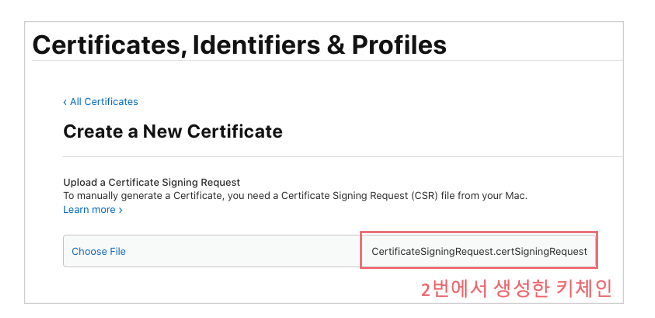 Certificates, Identifiers & Profiles
‹ All Certificates
Create a New Certificate
Upload a Certificate Signing Request
To manually generate a Certificate, you need a Certificate Signing Request (CSR) file from your Mac.
Learn more ›
Choose File CertificateSigningRequest.certSigningRequest
2번에서 생성한 키체인